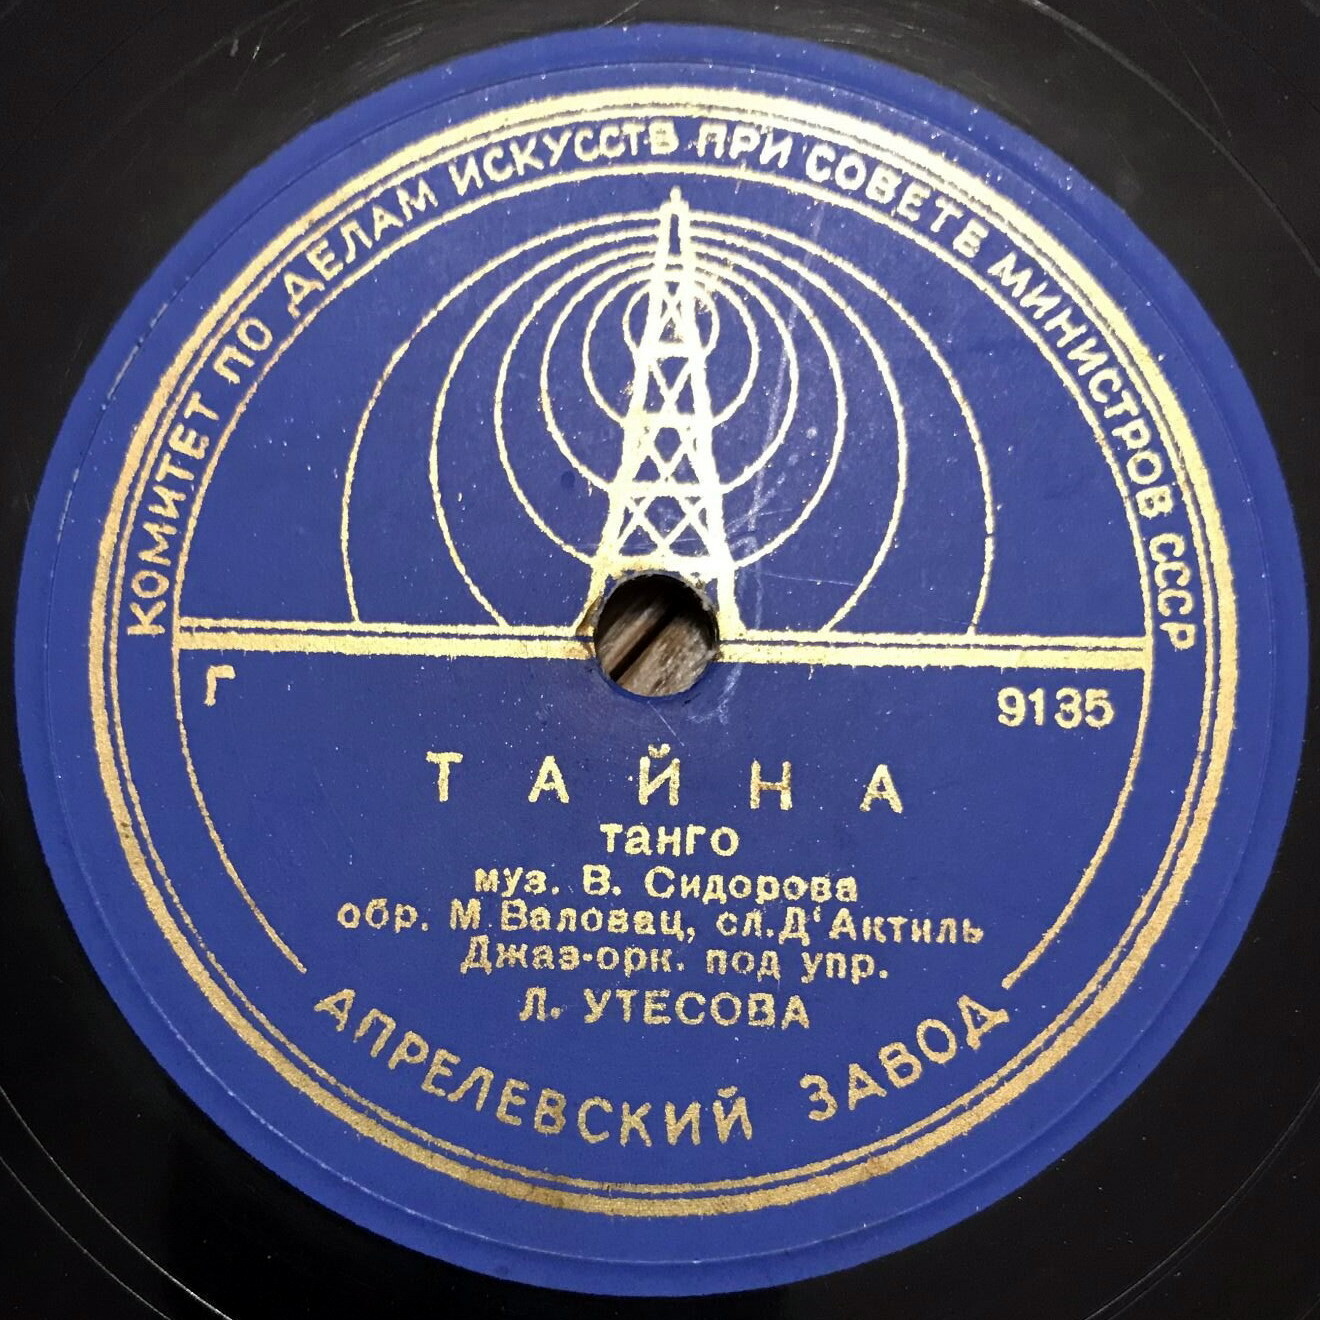 КОМИТЕТ ПО ДЕЛАМ ИСКУССТВ ПРИ СОВЕТЕ МИНИСТРОВ СССР
Г 9135
ТАЙНА
танго
муз. В. Сидорова
обр. М. Валовац, сл. Д'Актиль
Джаз-орк. под упр.
Л. УТЕСОВА
АПРЕЛЕВСКИЙ ЗАВОД